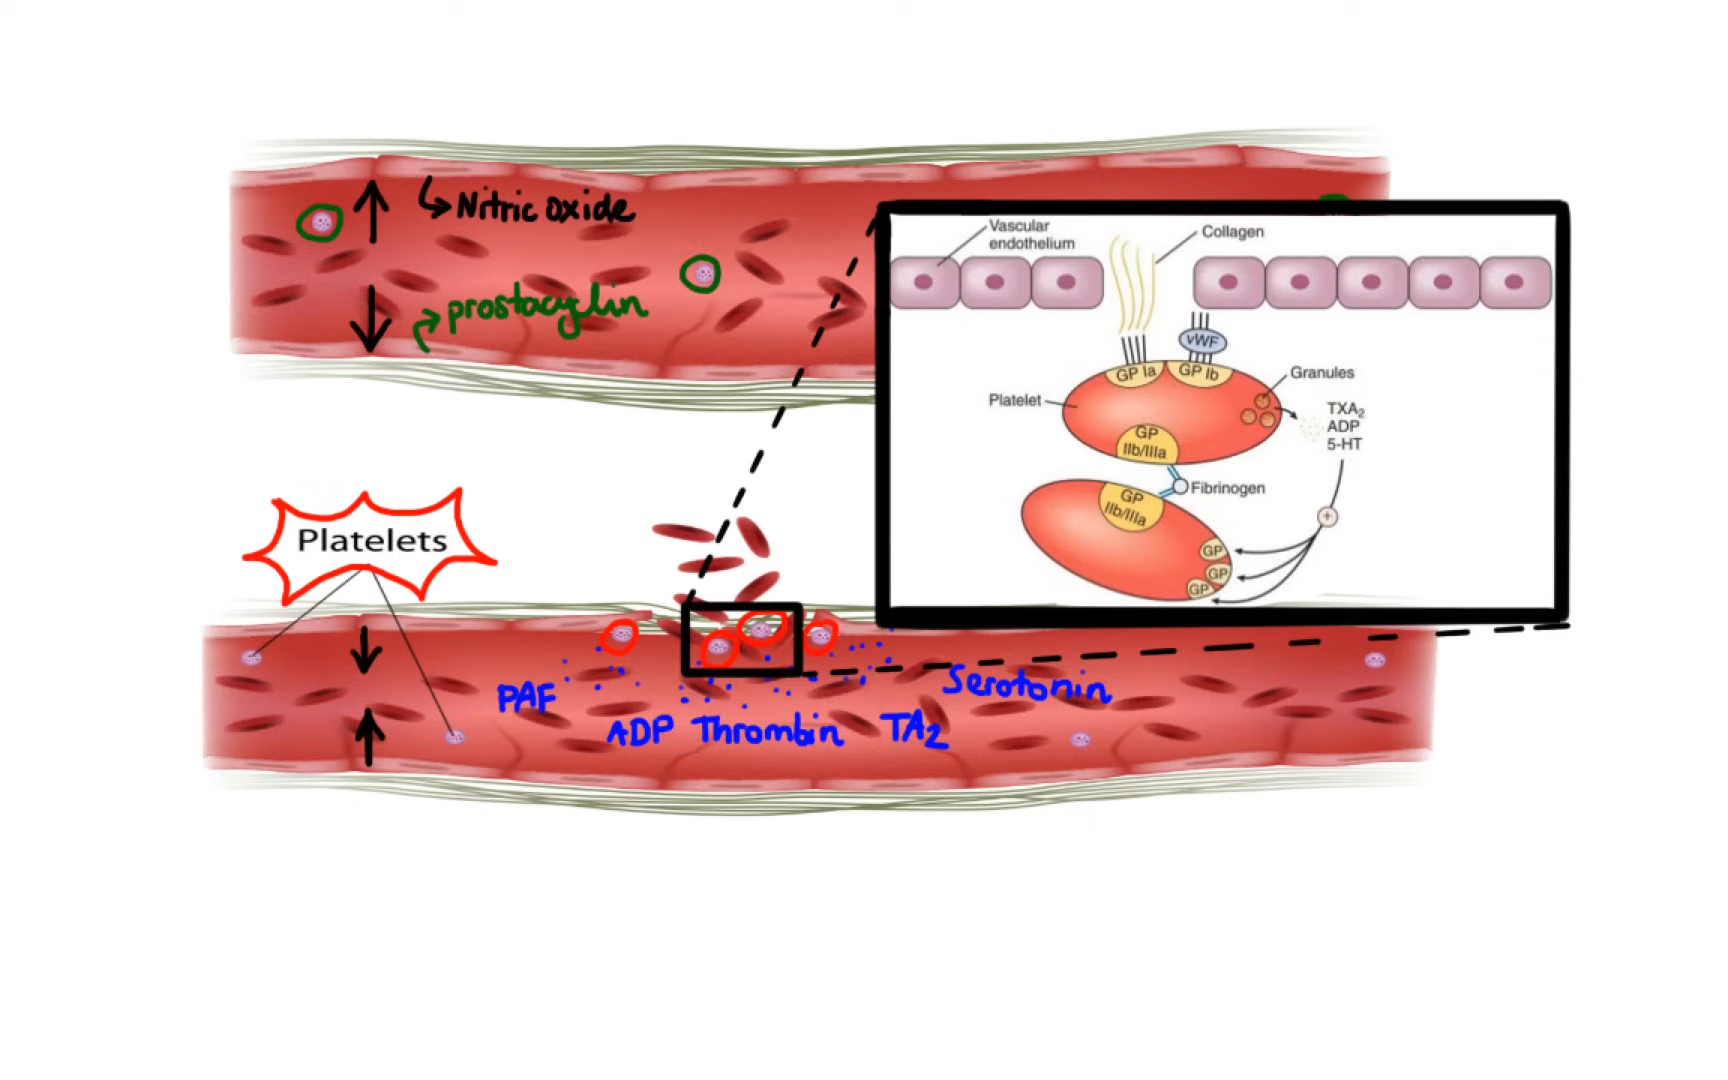 Nitric oxide
prostacyclin
Vascular
endothelium
Collagen
vWF
GP Ia
GP Ib
Granules
Platelet
TXA2
ADP
5-HT
GP
IIb/IIIa
Fibrinogen
GP
IIb/IIIa
+
GP
GP
GP
Platelets
PAF
ADP
Thrombin
TA2
Serotonin